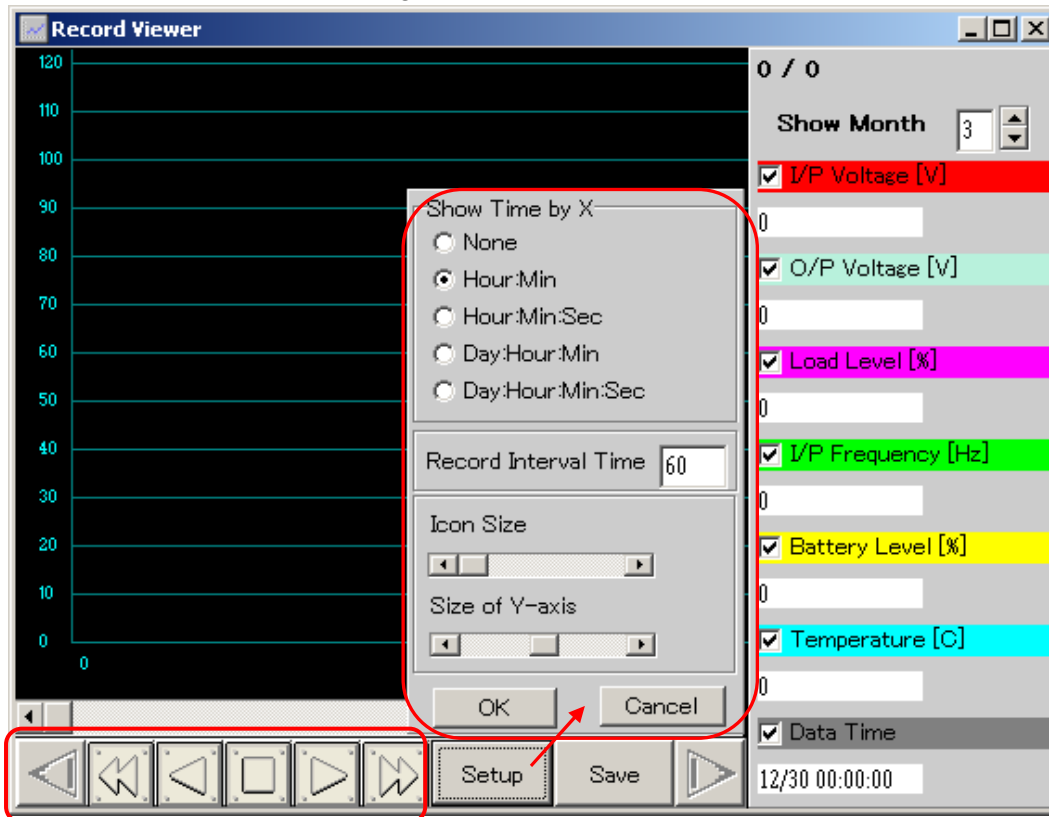 Record Viewer
120
110
100
90
80
70
60
50
40
30
20
10
0
0
Show Time by X
None
Hour:Min
Hour:Min:Sec
Day:Hour:Min
Day:Hour:Min:Sec
Record Interval Time 60
Icon Size
Size of Y-axis
OK Cancel
Setup Save
0 / 0
Show Month 3
I/P Voltage [V]
0
O/P Voltage [V]
0
Load Level [%]
0
I/P Frequency [Hz]
0
Battery Level [%]
0
Temperature [C]
0
Data Time
12/30 00:00:00